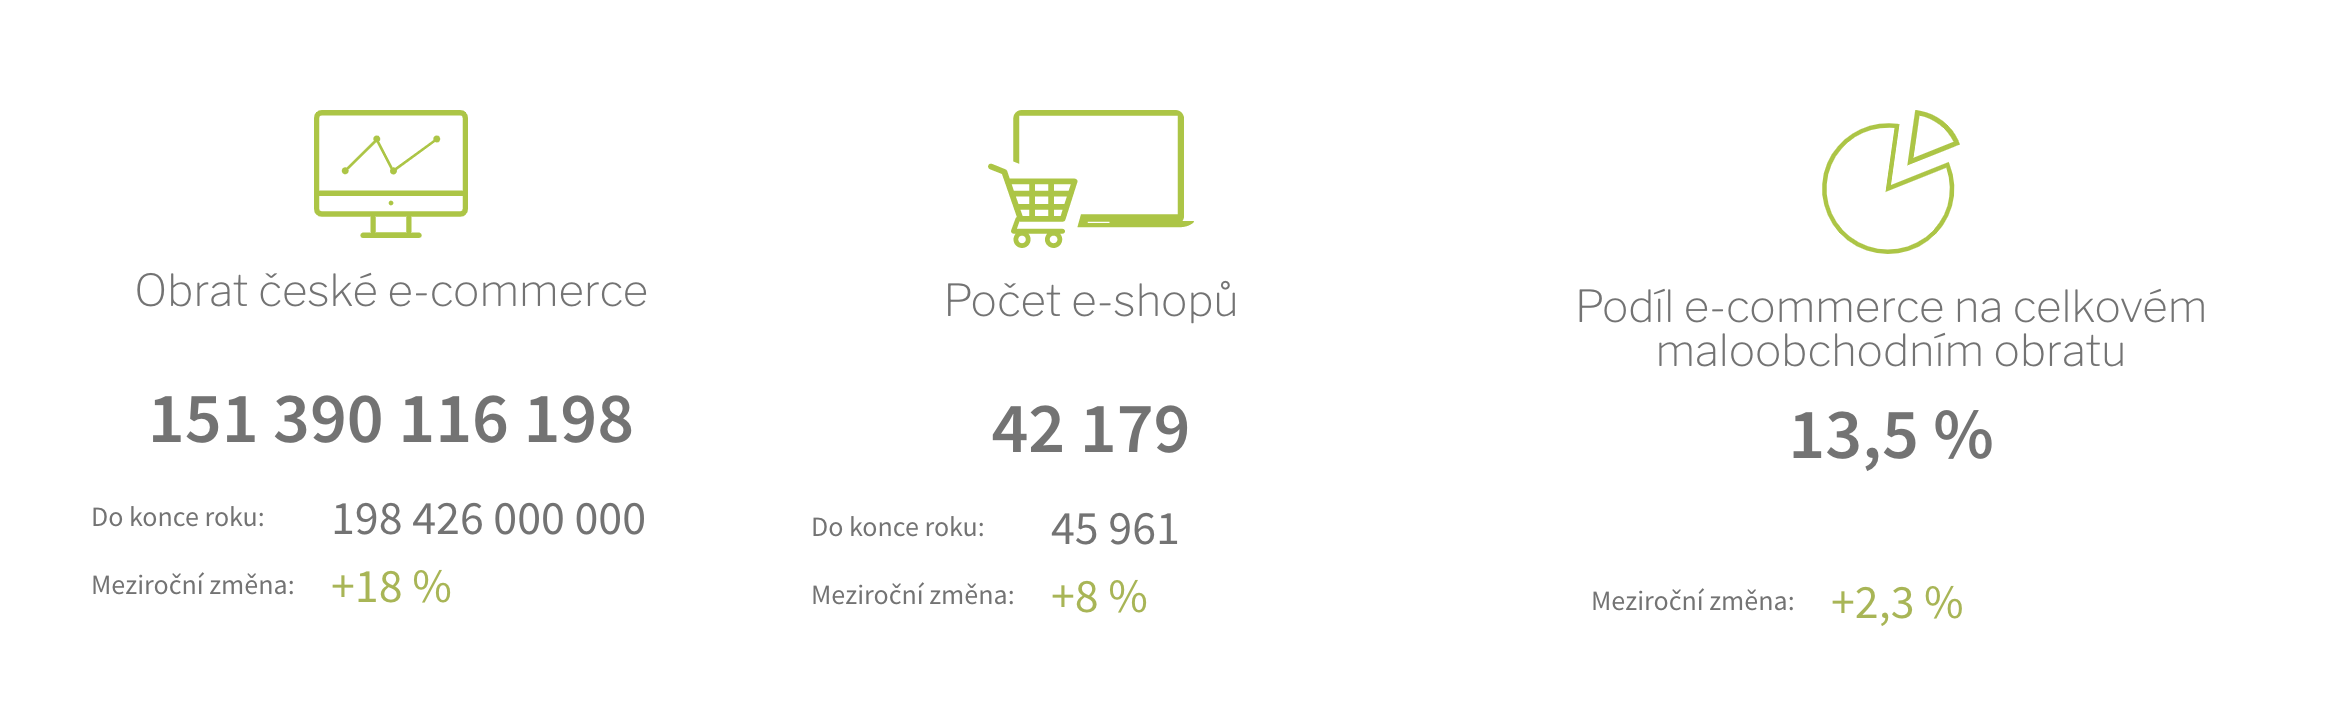 Obrat české e-commerce
151 390 116 198
Do konce roku: 198 426 000 000
Meziroční změna: +18 %
Počet e-shopů
42 179
Do konce roku: 45 961
Meziroční změna: +8 %
Podíl e-commerce na celkovém
maloobchodním obratu
13,5 %
Meziroční změna: +2,3 %